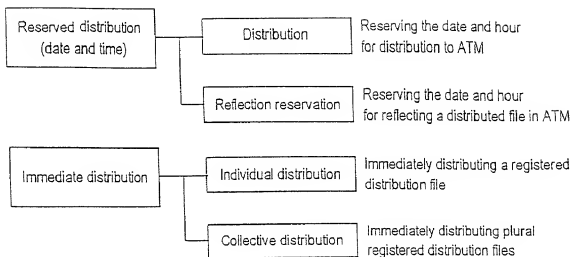 Reserved distribution
(date and time)
Distribution
Reserving the date and hour
for distribution to ATM
Reflection reservation
Reserving the date and hour
for reflecting a distributed file in ATM
Immediate distribution
Individual distribution
Immediately distributing a registered
distribution file
Collective distribution
Immediately distributing plural
registered distribution files